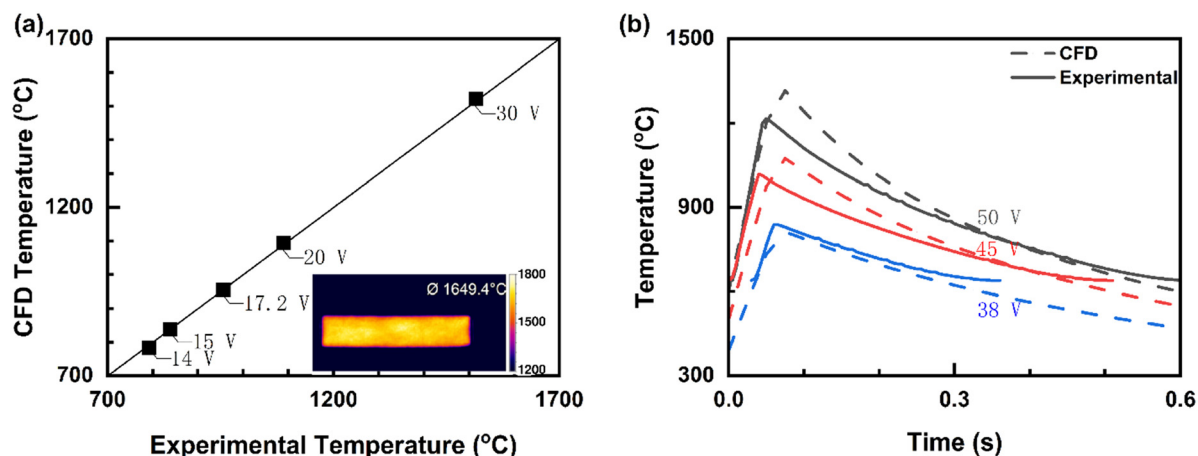 (a)
1700
1200
700
CFD Temperature (°C)
30 V
20 V
17.2 V
15 V
14 V
Ø 1649.4°C
1800
1500
1200
700
1200
1700
Experimental Temperature (°C)
(b)
1500
900
300
Temperature (°C)
CFD
Experimental
50 V
45 V
38 V
0.0
0.3
0.6
Time (s)